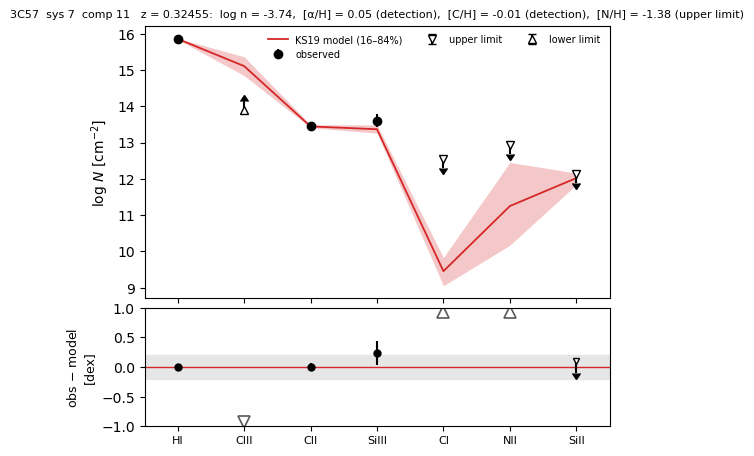 3C57 sys 7 comp 11 z = 0.32455: log n = -3.74, [α/H] = 0.05 (detection), [C/H] = -0.01 (detection), [N/H] = -1.38 (upper limit)
KS19 model (16–84%) upper limit lower limit
observed
16
15
14
13
12
11
10
9
log N [cm⁻²]
1.0
0.5
0.0
−0.5
−1.0
obs − model
[dex]
HI CIII CII SiIII CI NII SiII